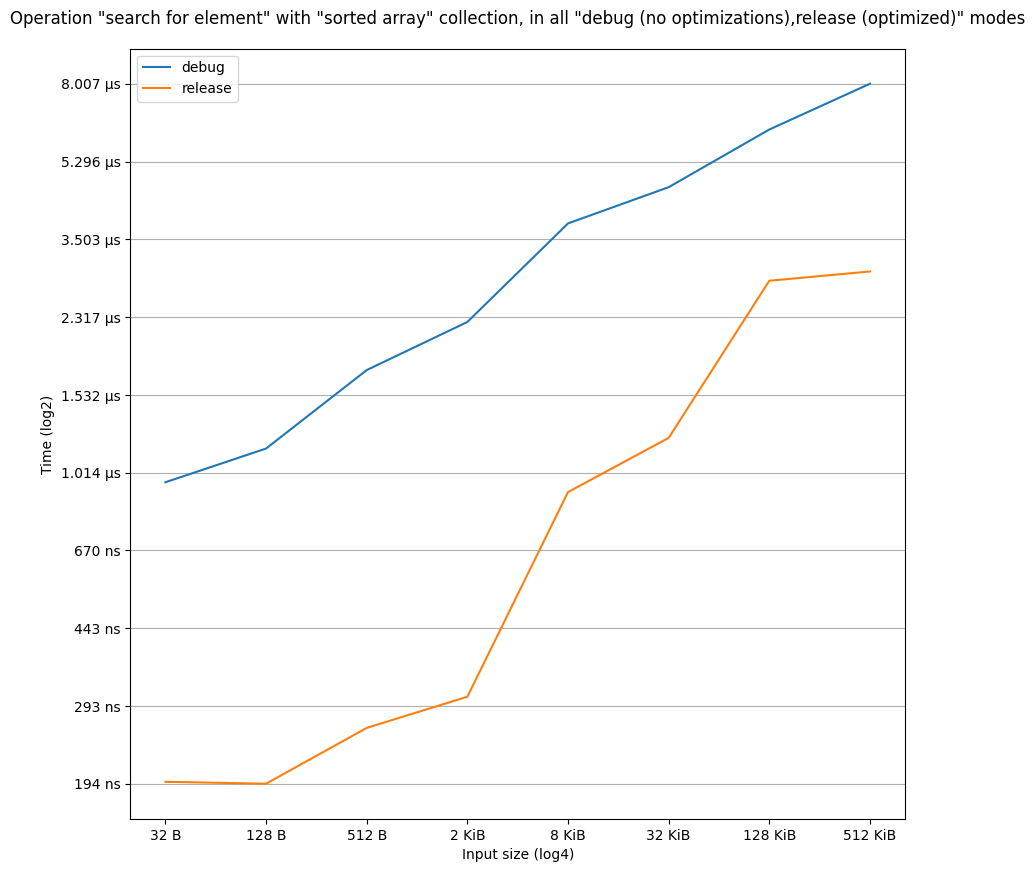 Operation "search for element" with "sorted array" collection, in all "debug (no optimizations),release (optimized)" modes
debug
release
8.007 µs
5.296 µs
3.503 µs
2.317 µs
1.532 µs
1.014 µs
670 ns
443 ns
293 ns
194 ns
Time (log2)
32 B
128 B
512 B
2 KiB
8 KiB
32 KiB
128 KiB
512 KiB
Input size (log4)